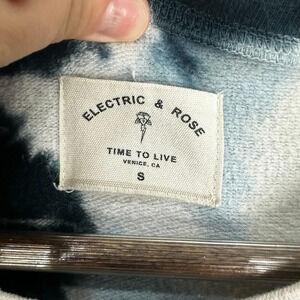 ELECTRIC & ROSE
TIME TO LIVE
VENICE, CA
S